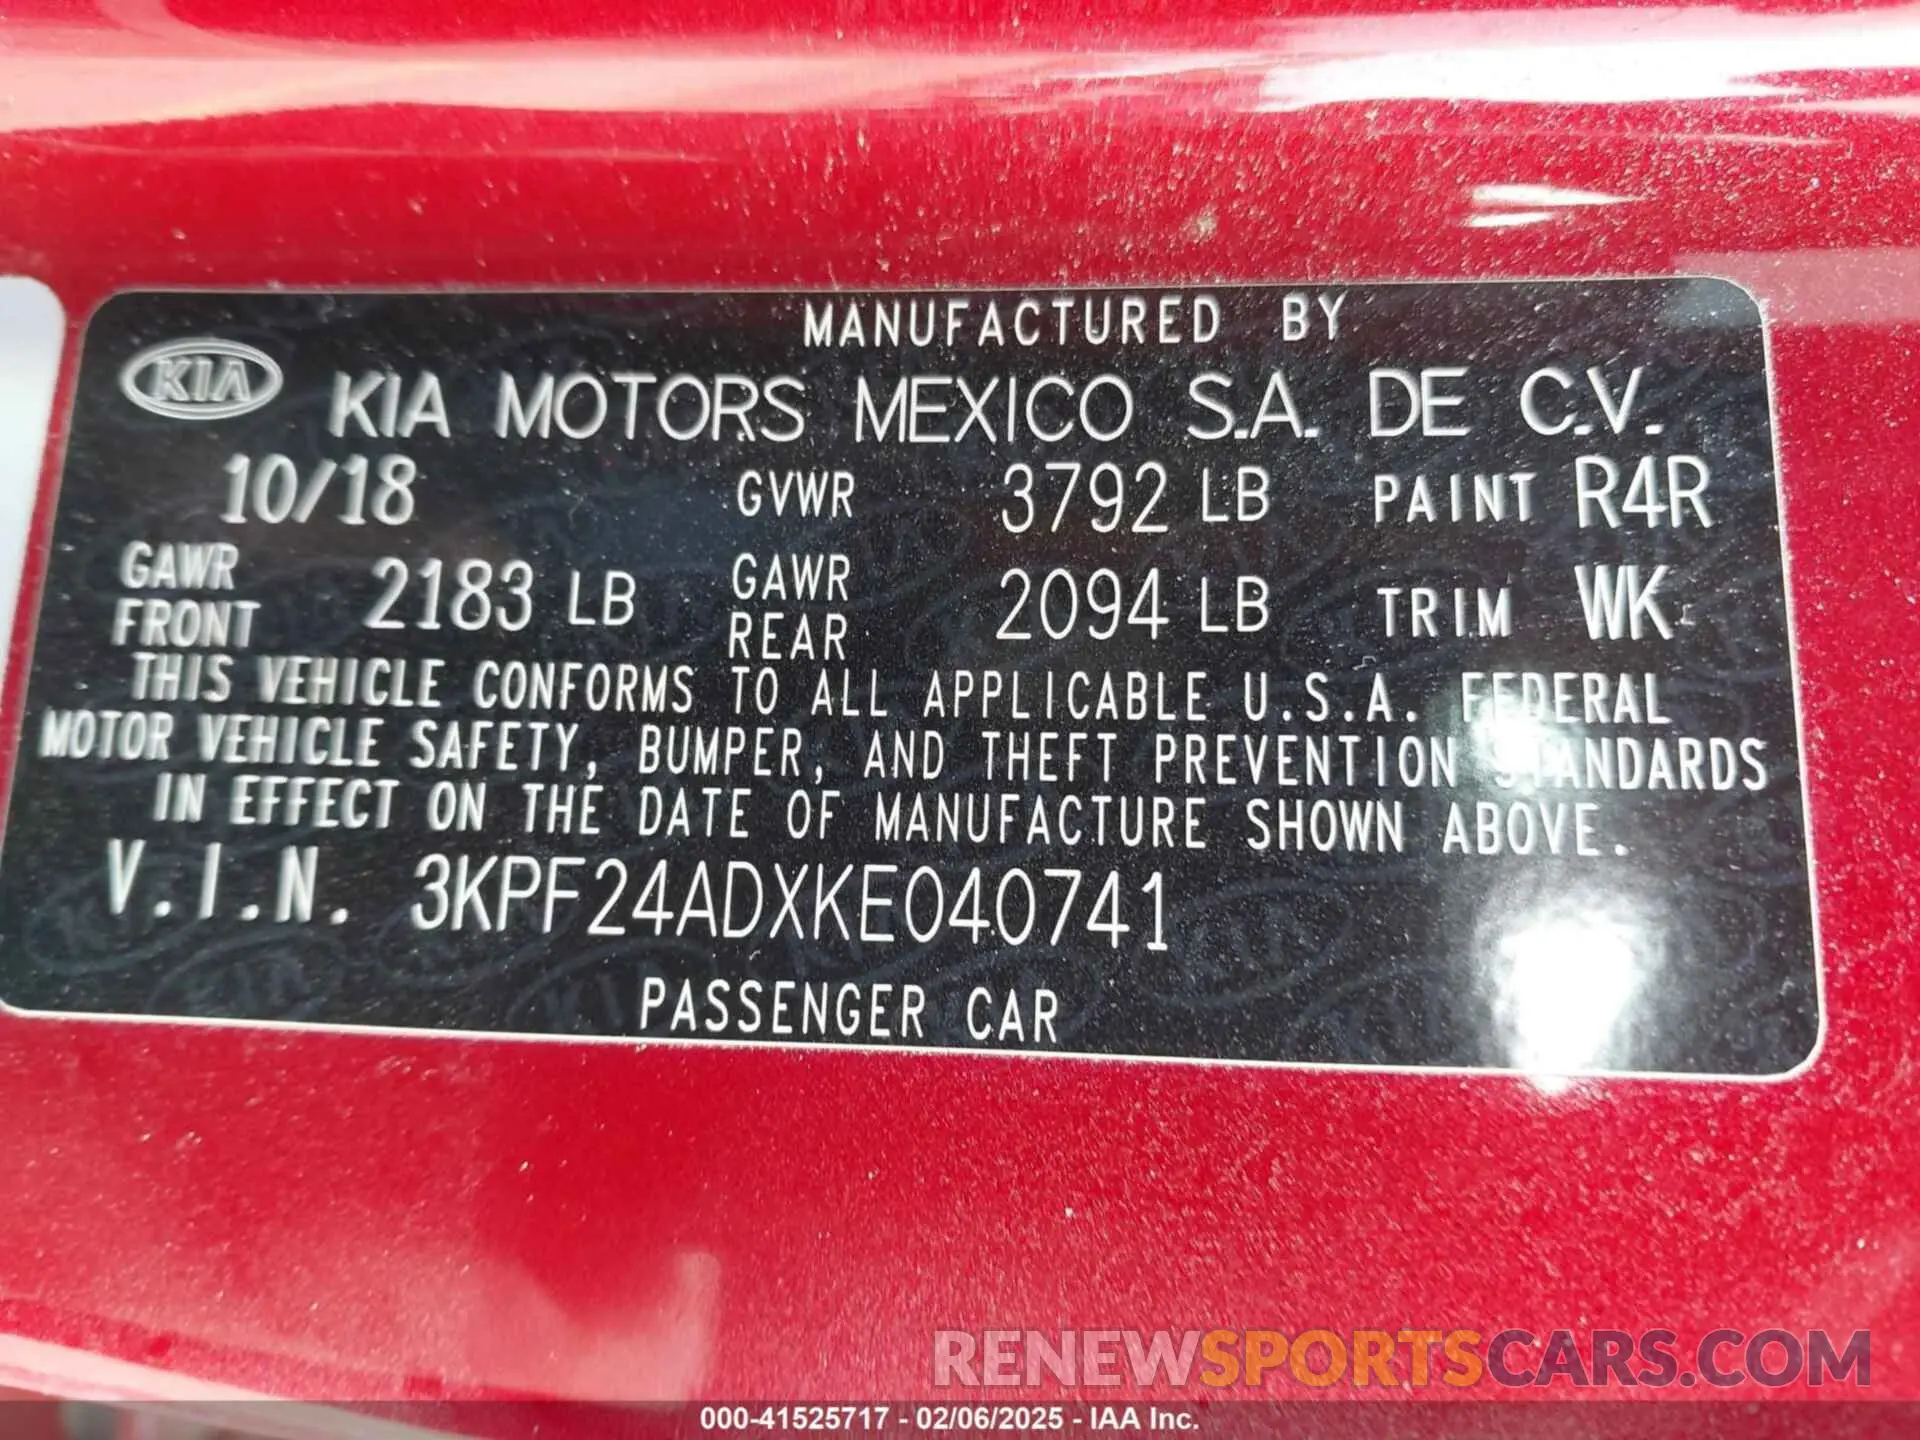 MANUFACTURED BY
KIA KIA MOTORS MEXICO S.A. DE C.V.
10/18 GVWR 3792 LB PAINT R4R
GAWR FRONT 2183 LB GAWR REAR 2094 LB TRIM WK
THIS VEHICLE CONFORMS TO ALL APPLICABLE U.S.A. FEDERAL
MOTOR VEHICLE SAFETY, BUMPER, AND THEFT PREVENTION STANDARDS
IN EFFECT ON THE DATE OF MANUFACTURE SHOWN ABOVE.
V.I.N. 3KPF24ADXKE040741
PASSENGER CAR
RENEWSPORTSCARS.COM
000-41525717 - 02/06/2025 - IAA Inc.